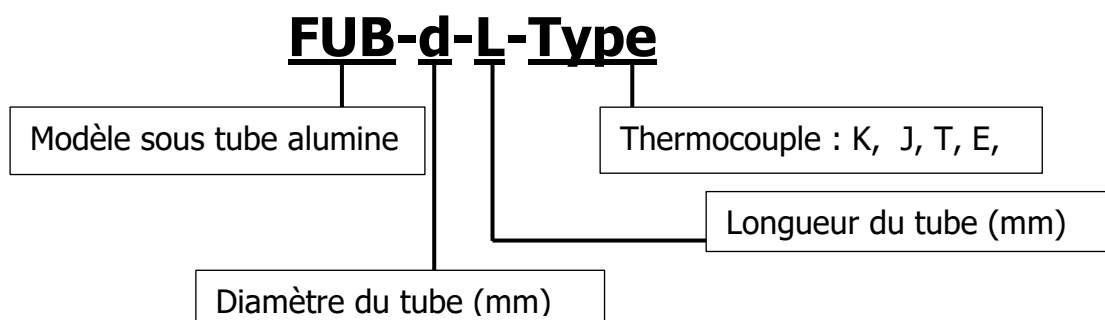 FUB-d-L-Type
Modèle sous tube alumine
Thermocouple : K, J, T, E,
Longueur du tube (mm)
Diamètre du tube (mm)